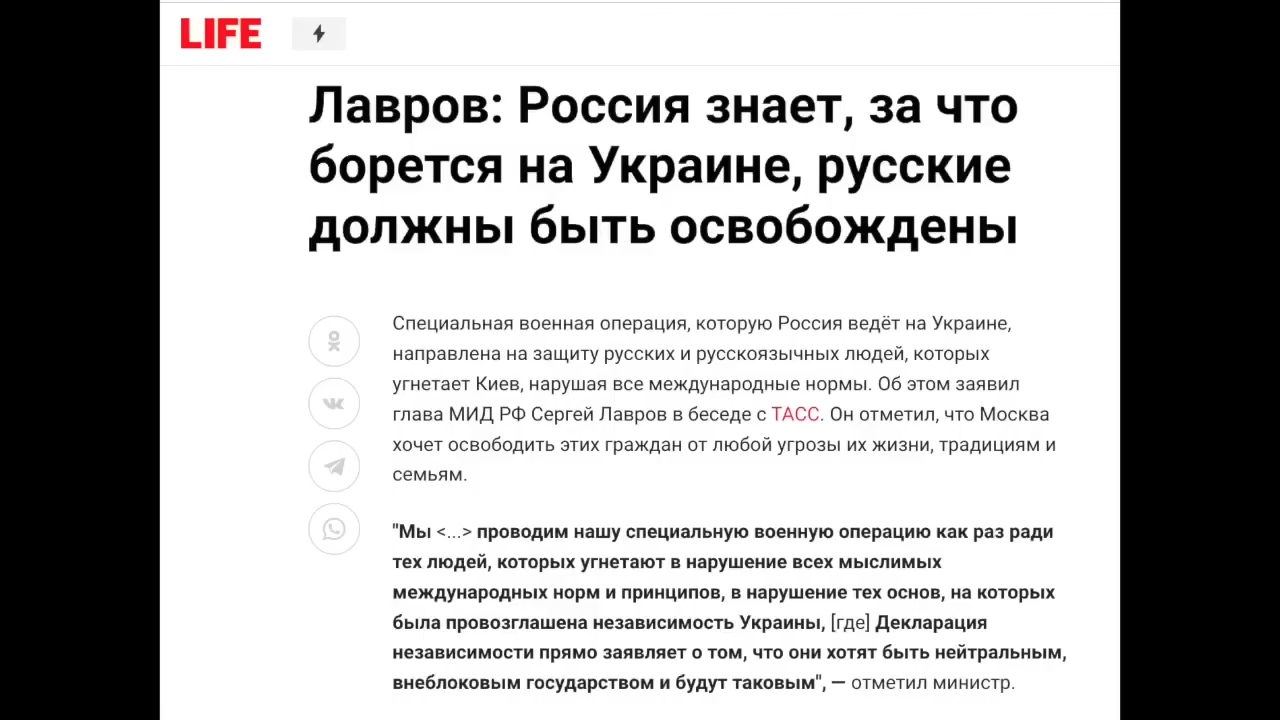 LIFE
Лавров: Россия знает, за что
борется на Украине, русские
должны быть освобождены
Специальная военная операция, которую Россия ведёт на Украине,
направлена на защиту русских и русскоязычных людей, которых
угнетает Киев, нарушая все международные нормы. Об этом заявил
глава МИД РФ Сергей Лавров в беседе с ТАСС. Он отметил, что Москва
хочет освободить этих граждан от любой угрозы их жизни, традициям и
семьям.
"Мы <...> проводим нашу специальную военную операцию как раз ради
тех людей, которых угнетают в нарушение всех мыслимых
международных норм и принципов, в нарушение тех основ, на которых
была провозглашена независимость Украины, [где] Декларация
независимости прямо заявляет о том, что они хотят быть нейтральным,
внеблоковым государством и будут таковым", — отметил министр.